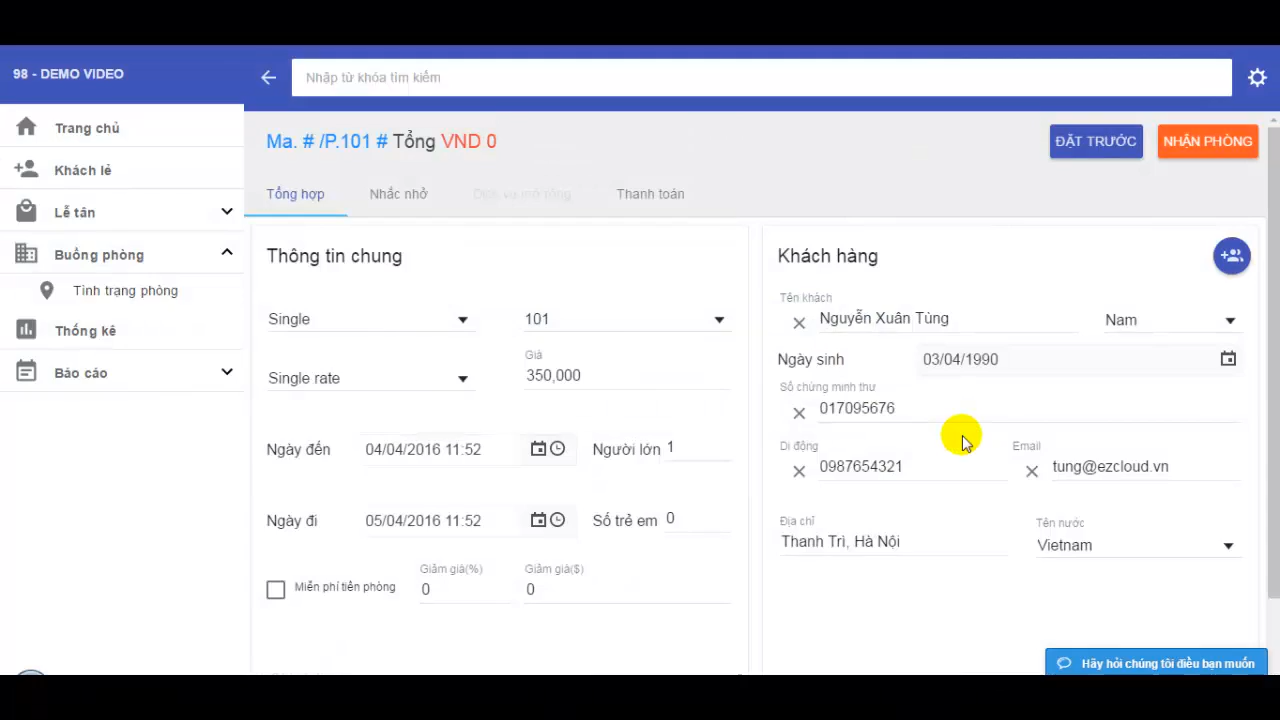 98 - DEMO VIDEO
Nhập từ khóa tìm kiếm
Trang chủ
Khách lẻ
Lễ tân
Buồng phòng
Tình trạng phòng
Thống kê
Báo cáo
Ma. # /P.101 # Tổng VND 0
ĐẶT TRƯỚC
NHẬN PHÒNG
Tổng hợp
Nhắc nhở
Dịch vụ mở rộng
Thanh toán
Thông tin chung
Single
101
Single rate
Giá
350,000
Ngày đến
04/04/2016 11:52
Người lớn
1
Ngày đi
05/04/2016 11:52
Số trẻ em
0
Miễn phí tiền phòng
Giảm giá(%)
0
Giảm giá($)
0
Khách hàng
Tên khách
Nguyễn Xuân Tùng
Nam
Ngày sinh
03/04/1990
Số chứng minh thư
017095676
Di động
0987654321
Email
tung@ezcloud.vn
Địa chỉ
Thanh Trì, Hà Nội
Tên nước
Vietnam
Hãy hỏi chúng tôi điều bạn muốn